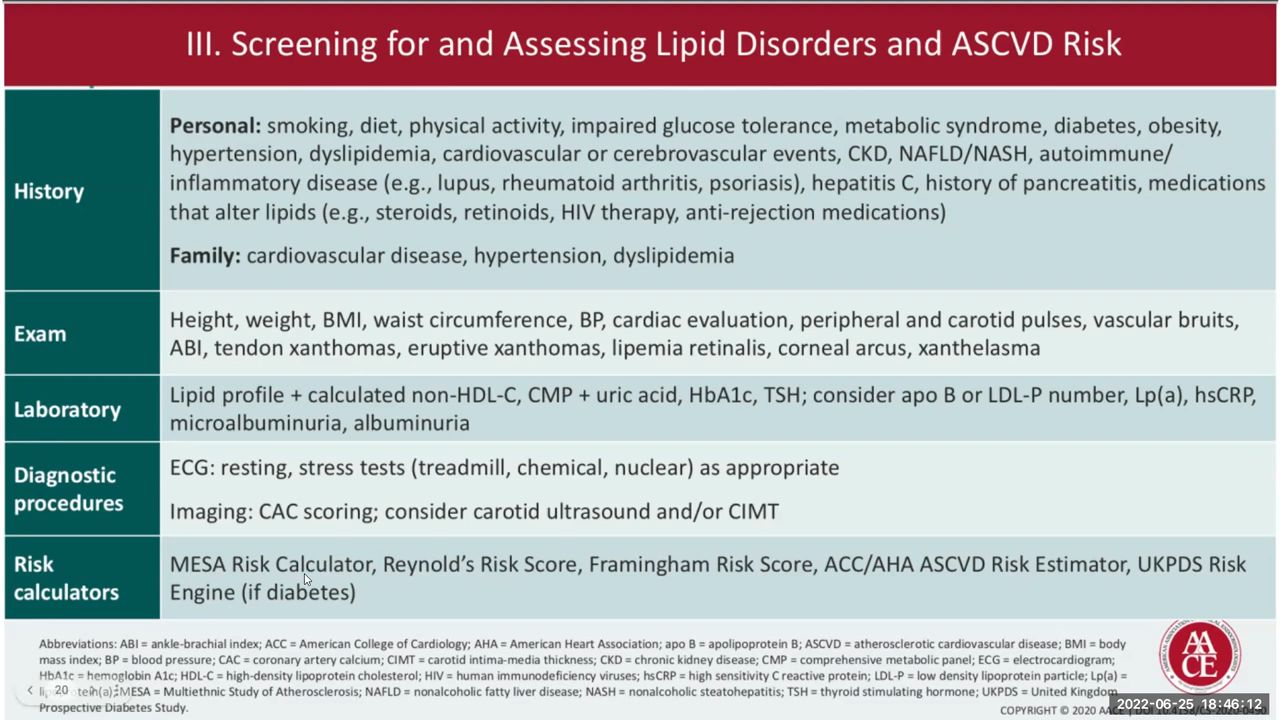 III. Screening for and Assessing Lipid Disorders and ASCVD Risk
History
Personal: smoking, diet, physical activity, impaired glucose tolerance, metabolic syndrome, diabetes, obesity,
hypertension, dyslipidemia, cardiovascular or cerebrovascular events, CKD, NAFLD/NASH, autoimmune/
inflammatory disease (e.g., lupus, rheumatoid arthritis, psoriasis), hepatitis C, history of pancreatitis, medications
that alter lipids (e.g., steroids, retinoids, HIV therapy, anti-rejection medications)
Family: cardiovascular disease, hypertension, dyslipidemia
Exam
Height, weight, BMI, waist circumference, BP, cardiac evaluation, peripheral and carotid pulses, vascular bruits,
ABI, tendon xanthomas, eruptive xanthomas, lipemia retinalis, corneal arcus, xanthelasma
Laboratory
Lipid profile + calculated non-HDL-C, CMP + uric acid, HbA1c, TSH; consider apo B or LDL-P number, Lp(a), hsCRP,
microalbuminuria, albuminuria
Diagnostic
procedures
ECG: resting, stress tests (treadmill, chemical, nuclear) as appropriate
Imaging: CAC scoring; consider carotid ultrasound and/or CIMT
Risk
calculators
MESA Risk Calculator, Reynold's Risk Score, Framingham Risk Score, ACC/AHA ASCVD Risk Estimator, UKPDS Risk
Engine (if diabetes)
Abbreviations: ABI = ankle-brachial index; ACC = American College of Cardiology; AHA = American Heart Association; apo B = apolipoprotein B; ASCVD = atherosclerotic cardiovascular disease; BMI = body
mass index; BP = blood pressure; CAC = coronary artery calcium; CIMT = carotid intima-media thickness; CKD = chronic kidney disease; CMP = comprehensive metabolic panel; ECG = electrocardiogram;
HbA1c = hemoglobin A1c; HDL-C = high-density lipoprotein cholesterol; HIV = human immunodeficiency viruses; hsCRP = high sensitivity C reactive protein; LDL-P = low density lipoprotein particle; Lp(a) =
20 MESA = Multiethnic Study of Atherosclerosis; NAFLD = nonalcoholic fatty liver disease; NASH = nonalcoholic steatohepatitis; TSH = thyroid stimulating hormone; UKPDS = United Kingdom
Prospective Diabetes Study.
AACE
2022-06-25 18:46:12
COPYRIGHT © 2020 AACE